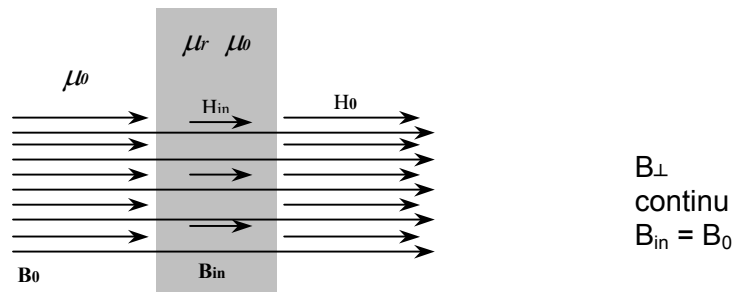 μr μ0
μ0
Hin H0
B⊥
continu
Bin = B0
B0 Bin